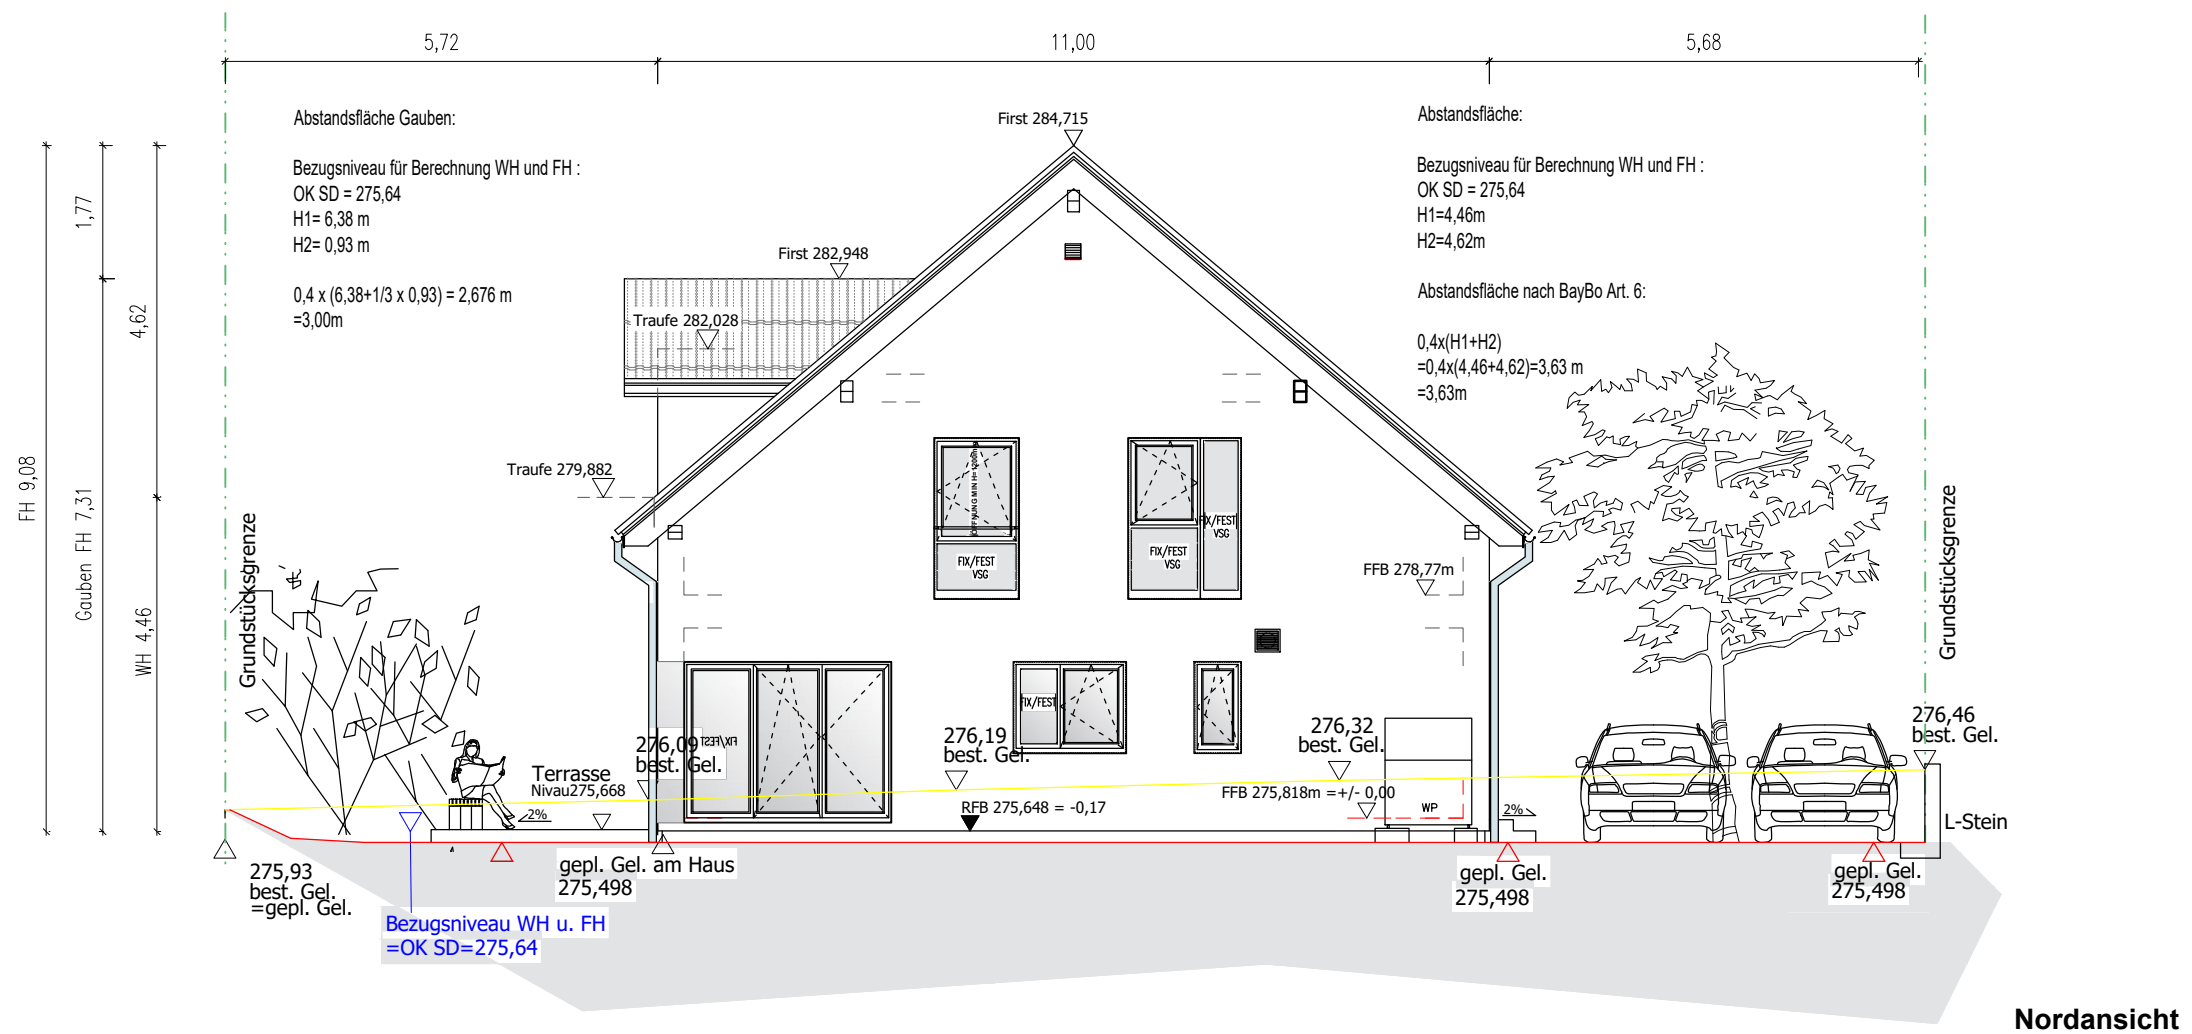 5,72
11,00
5,68
Abstandsfläche Gauben:
Bezugsniveau für Berechnung WH und FH :
OK SD = 275,64
H1= 6,38 m
H2= 0,93 m
0,4 x (6,38+1/3 x 0,93) = 2,676 m
=3,00m
First 284,715
Abstandsfläche:
Bezugsniveau für Berechnung WH und FH :
OK SD = 275,64
H1=4,46m
H2=4,62m
Abstandsfläche nach BayBo Art. 6:
0,4x(H1+H2)
=0,4x(4,46+4,62)=3,63 m
=3,63m
First 282,948
Traufe 282,028
Traufe 279,882
FH 9,08
1,77
Gauben FH 7,31
4,62
WH 4,46
Grundstücksgrenze
Grundstücksgrenze
ÖFFNUNG MIN H=1200mm
FIX/FEST
VSG
FIX/FEST
VSG
FIX/FEST
VSG
FFB 278,77m
FIX/FEST
FIX/FEST
276,09
best. Gel.
276,19
best. Gel.
276,32
best. Gel.
276,46
best. Gel.
Terrasse
Nivau275,668
2%
RFB 275,648 = -0,17
FFB 275,818m =+/- 0,00
WP
2%
L-Stein
275,93
best. Gel.
=gepl. Gel.
gepl. Gel. am Haus
275,498
gepl. Gel.
275,498
gepl. Gel.
275,498
Bezugsniveau WH u. FH
=OK SD=275,64
Nordansicht